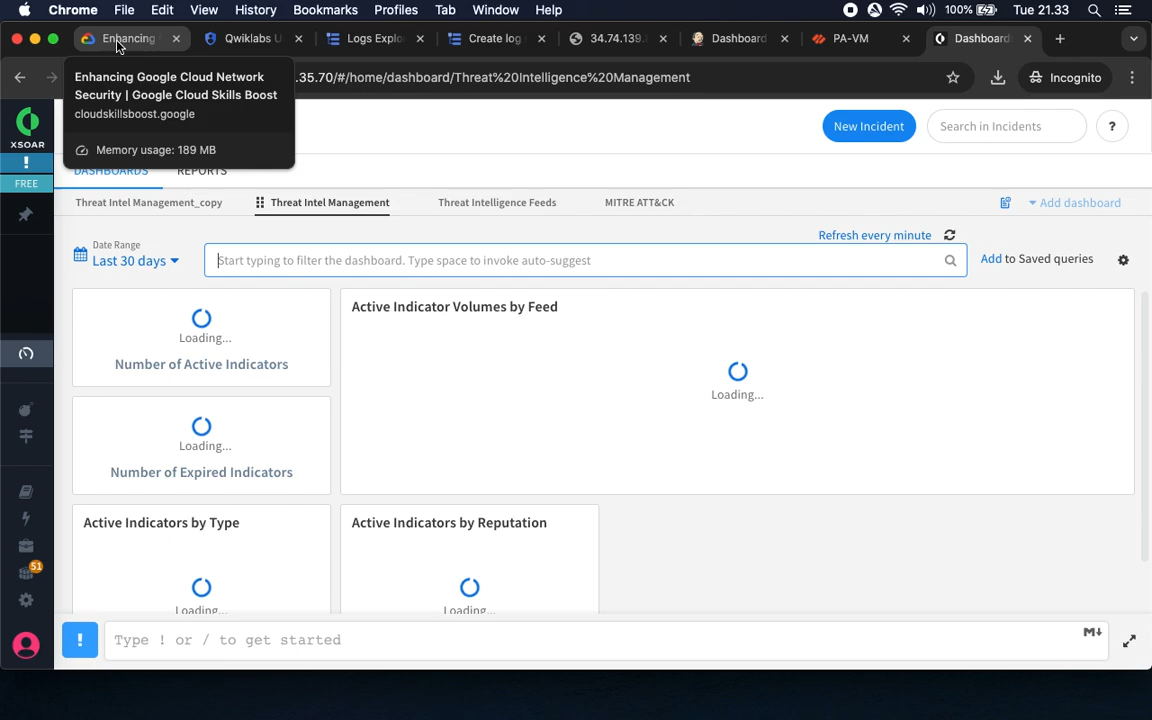 Chrome File Edit View History Bookmarks Profiles Tab Window Help 100% Tue 21.33
Enhancing Qwiklabs U Logs Explo Create log 34.74.139. Dashboard PA-VM Dashboard
.35.70/#/home/dashboard/Threat%20Intelligence%20Management Incognito
Enhancing Google Cloud Network
Security | Google Cloud Skills Boost
cloudskillsboost.google
Memory usage: 189 MB
XSOAR
!
FREE
New Incident Search in Incidents ?
DASHBOARDS REPORTS
Threat Intel Management_copy Threat Intel Management Threat Intelligence Feeds MITRE ATT&CK Add dashboard
Refresh every minute
Date Range
Last 30 days
Start typing to filter the dashboard. Type space to invoke auto-suggest
Add to Saved queries
Loading...
Number of Active Indicators
Active Indicator Volumes by Feed
Loading...
Loading...
Number of Expired Indicators
Active Indicators by Type
Loading...
Active Indicators by Reputation
Loading...
51
! Type ! or / to get started M↓